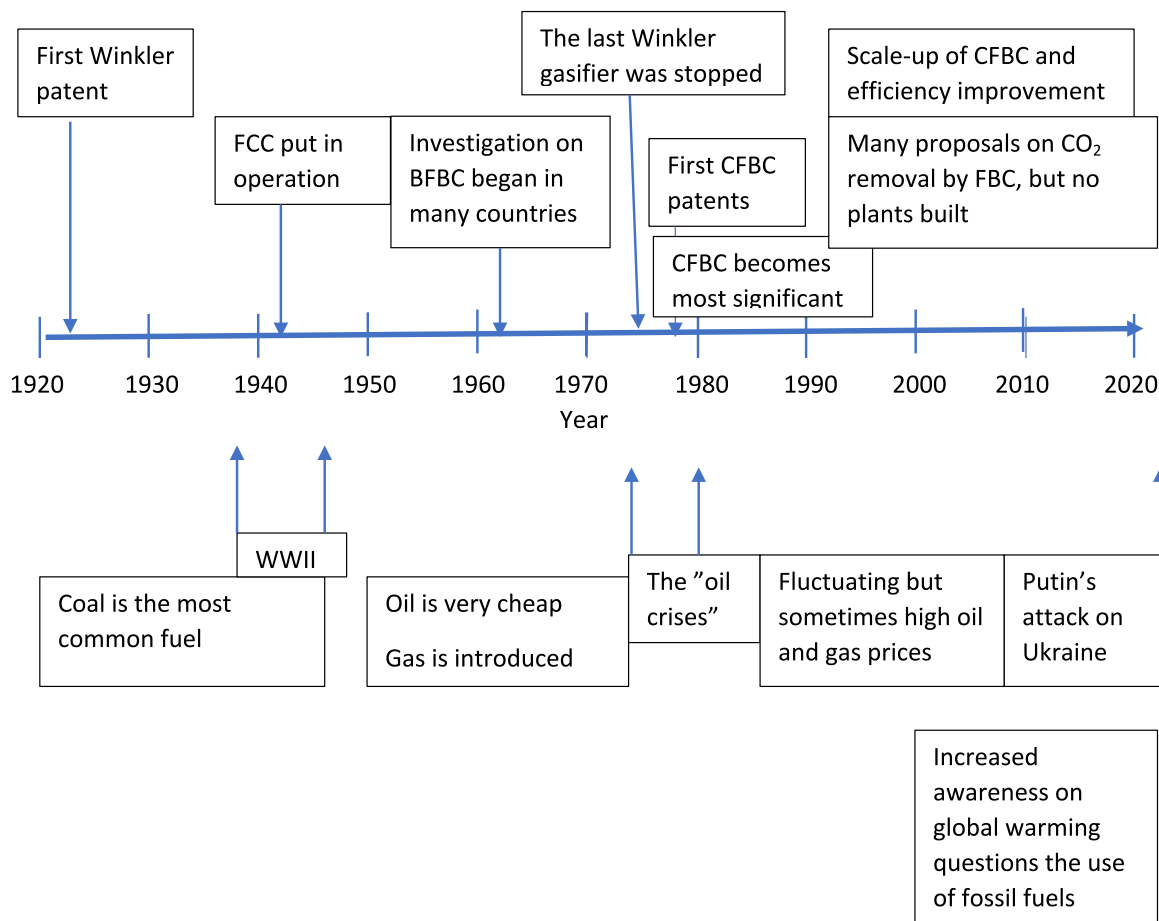 First Winkler
patent
FCC put in
operation
Investigation on
BFBC began in
many countries
The last Winkler
gasifier was stopped
First CFBC
patents
CFBC becomes
most significant
Scale-up of CFBC and
efficiency improvement
Many proposals on CO₂
removal by FBC, but no
plants built
1920 1930 1940 1950 1960 1970 1980 1990 2000 2010 2020
Year
WWII
Coal is the most
common fuel
Oil is very cheap
Gas is introduced
The ”oil
crises”
Fluctuating but
sometimes high oil
and gas prices
Putin’s
attack on
Ukraine
Increased
awareness on
global warming
questions the use
of fossil fuels